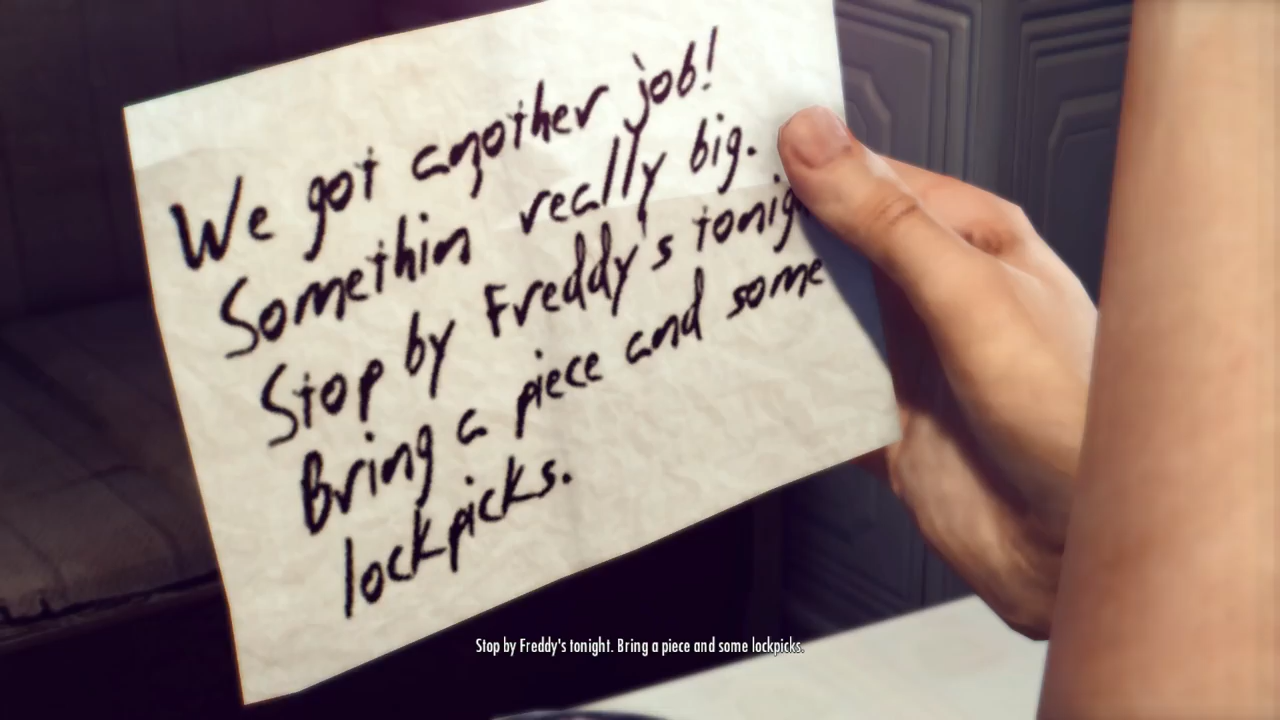 We got another job!
Somethin really big.
Stop by Freddy's tonig
Bring a piece and some
lockpicks.
Stop by Freddy's tonight. Bring a piece and some lockpicks.